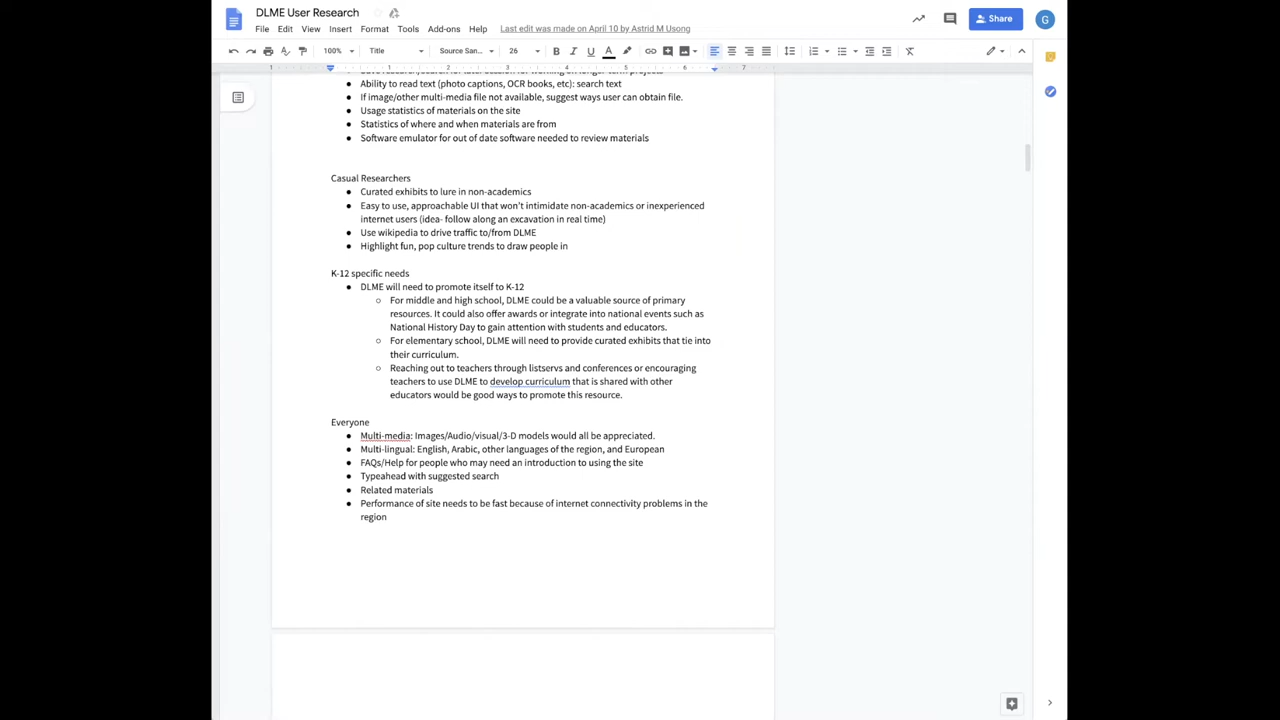 DLME User Research
File Edit View Insert Format Tools Add-ons Help Last edit was made on April 10 by Astrid M Usong
Share
G
100% Title Source San... 26
1 1 2 3 4 5 6 7
● Ability to read text (photo captions, OCR books, etc): search text
● If image/other multi-media file not available, suggest ways user can obtain file.
● Usage statistics of materials on the site
● Statistics of where and when materials are from
● Software emulator for out of date software needed to review materials
Casual Researchers
● Curated exhibits to lure in non-academics
● Easy to use, approachable UI that won't intimidate non-academics or inexperienced
internet users (idea- follow along an excavation in real time)
● Use wikipedia to drive traffic to/from DLME
● Highlight fun, pop culture trends to draw people in
K-12 specific needs
● DLME will need to promote itself to K-12
○ For middle and high school, DLME could be a valuable source of primary
resources. It could also offer awards or integrate into national events such as
National History Day to gain attention with students and educators.
○ For elementary school, DLME will need to provide curated exhibits that tie into
their curriculum.
○ Reaching out to teachers through listservs and conferences or encouraging
teachers to use DLME to develop curriculum that is shared with other
educators would be good ways to promote this resource.
Everyone
● Multi-media: Images/Audio/visual/3-D models would all be appreciated.
● Multi-lingual: English, Arabic, other languages of the region, and European
● FAQs/Help for people who may need an introduction to using the site
● Typeahead with suggested search
● Related materials
● Performance of site needs to be fast because of internet connectivity problems in the
region